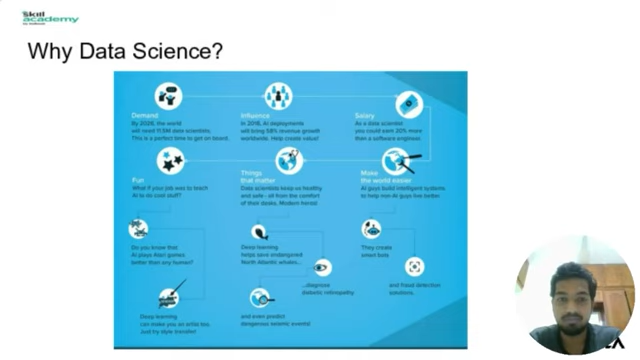 Skill
academy
Why Data Science?
Demand
By 2026, the world
will need 11.5M data scientists.
This is a perfect time to get on board.
Influence
In 2018, AI deployments
will bring 58% revenue growth
worldwide. Help create value!
Salary
As a data scientist
you could earn 20% more
than a software engineer.
Fun
What if your job was to teach
AI to do cool stuff?
Things that
matter
Data scientists keep us healthy
and safe - all from the comfort
of their desks. Modern heroes!
Make
the world easier
AI guys build intelligent systems
to help non AI guys live better.
Do you know that
AI plays Atari games
better than any human?
Deep learning
helps save endangered
North Atlantic whales...
They create
smart bots
...diagnose
diabetic retinopathy
and fraud detection
solutions.
Deep learning
can make you an artist too.
Just try style transfer!
and even predict
dangerous seismic events!